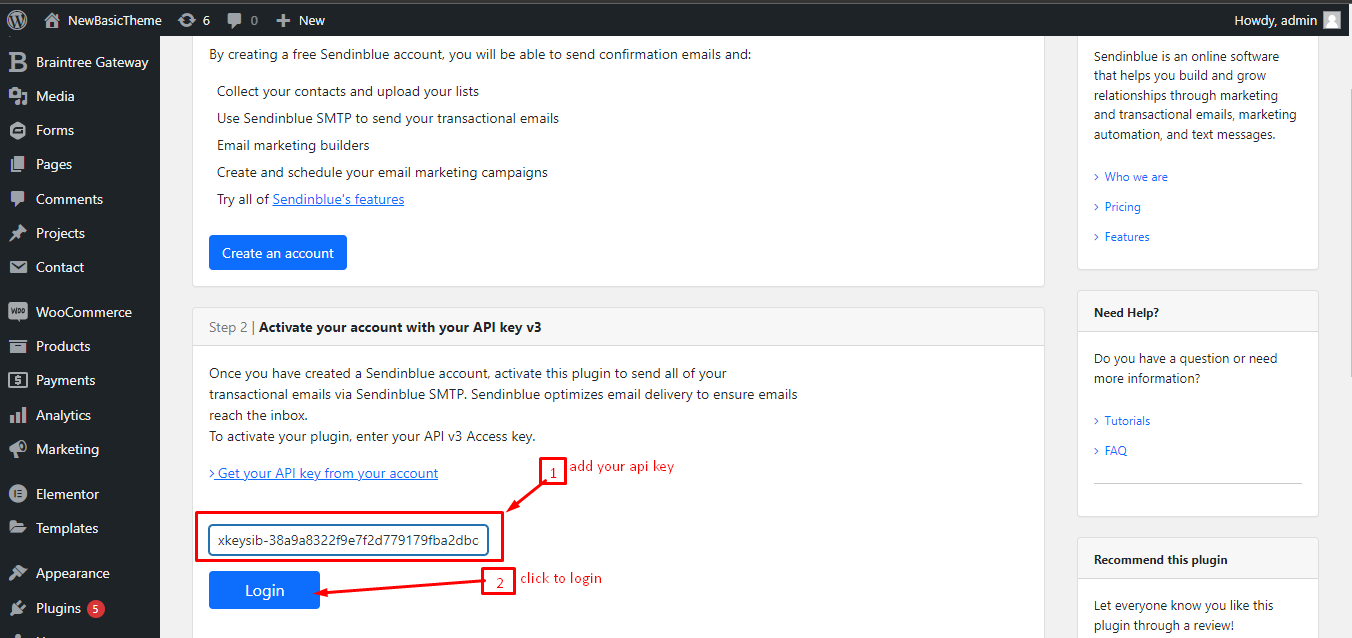 NewBasicTheme 6 0 New Howdy, admin
Braintree Gateway
Media
Forms
Pages
Comments
Projects
Contact
WooCommerce
Products
Payments
Analytics
Marketing
Elementor
Templates
Appearance
Plugins 5
By creating a free Sendinblue account, you will be able to send confirmation emails and:
Collect your contacts and upload your lists
Use Sendinblue SMTP to send your transactional emails
Email marketing builders
Create and schedule your email marketing campaigns
Try all of Sendinblue's features
Create an account
Step 2 | Activate your account with your API key v3
Once you have created a Sendinblue account, activate this plugin to send all of your
transactional emails via Sendinblue SMTP. Sendinblue optimizes email delivery to ensure emails
reach the inbox.
To activate your plugin, enter your API v3 Access key.
> Get your API key from your account
1 add your api key
xkeysib-38a9a8322f9e7f2d779179fba2dbc
2 click to login
Login
Sendinblue is an online software
that helps you build and grow
relationships through marketing
and transactional emails, marketing
automation, and text messages.
> Who we are
> Pricing
> Features
Need Help?
Do you have a question or need
more information?
> Tutorials
> FAQ
Recommend this plugin
Let everyone know you like this
plugin through a review!